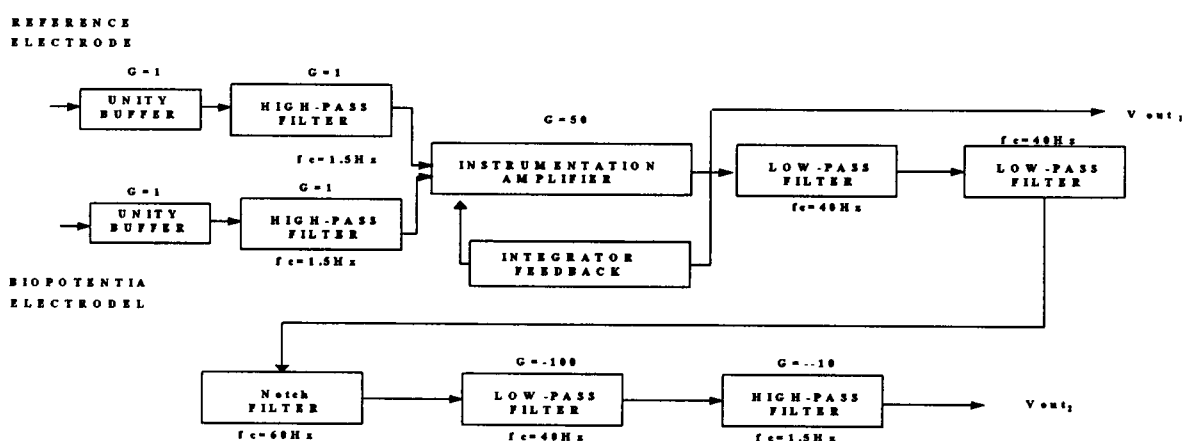 REFERENCE
ELECTRODE
G=1
UNITY
BUFFER
G=1
HIGH-PASS
FILTER
fc=1.5Hz
G=50
INSTRUMENTATION
AMPLIFIER
Vout₁
LOW-PASS
FILTER
fc=40Hz
fc=40Hz
LOW-PASS
FILTER
G=1
UNITY
BUFFER
G=1
HIGH-PASS
FILTER
fc=1.5Hz
INTEGRATOR
FEEDBACK
BIOPOTENTIA
ELECTRODEL
Notch
FILTER
fc=60Hz
G=-100
LOW-PASS
FILTER
fc=40Hz
G=--10
HIGH-PASS
FILTER
fc=1.5Hz
Vout₂